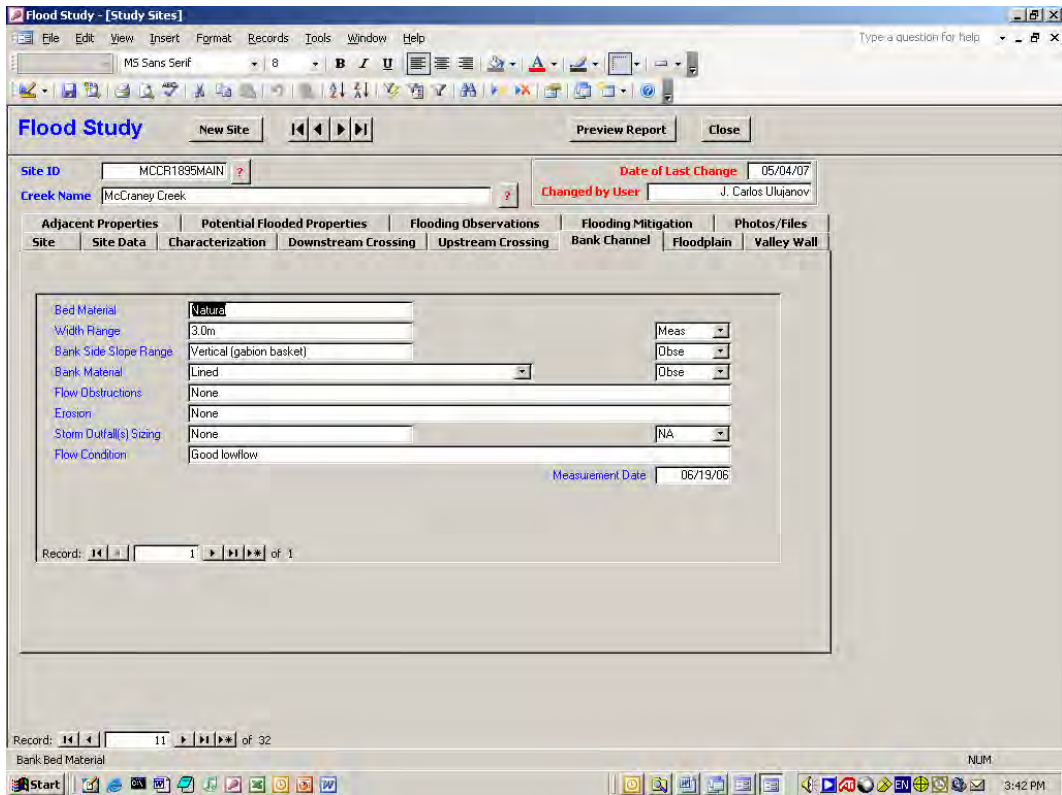 Flood Study - [Study Sites]
File Edit View Insert Format Records Tools Window Help Type a question for help
MS Sans Serif 8 B I U A
Flood Study New Site Preview Report Close
Site ID MCCR1895MAIN ? Date of Last Change 05/04/07
Creek Name McCraney Creek ? Changed by User J. Carlos Ulujanov
Adjacent Properties Potential Flooded Properties Flooding Observations Flooding Mitigation Photos/Files
Site Site Data Characterization Downstream Crossing Upstream Crossing Bank Channel Floodplain Valley Wall
Bed Material Natural
Width Range 3.0m Meas
Bank Side Slope Range Vertical (gabion basket) Obse
Bank Material Lined Obse
Flow Obstructions None
Erosion None
Storm Outfall(s) Sizing None NA
Flow Condition Good lowflow
Measurement Date 06/19/06
Record: 1 of 1
Record: 11 of 32
Bank Bed Material NUM
Start EN 3:42 PM